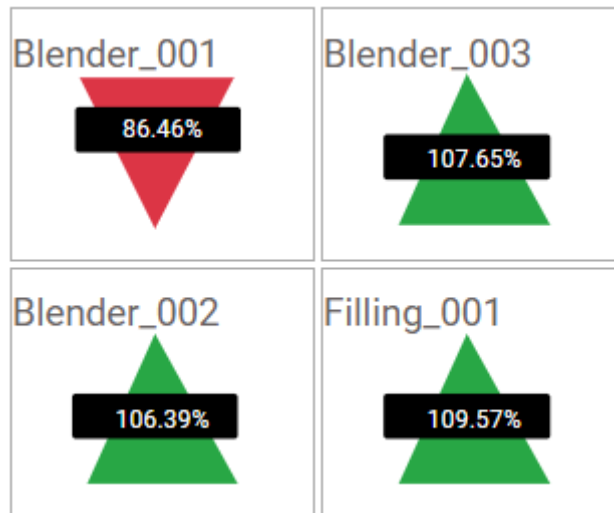 Blender_001
86.46%
Blender_003
107.65%
Blender_002
106.39%
Filling_001
109.57%